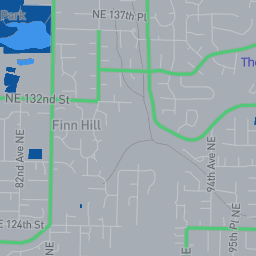 NE 137th Pl
Park
The
NE 132nd St
Finn Hill
82nd Ave NE
94th Ave NE
E 124th St
NE
E
95th Pl NE